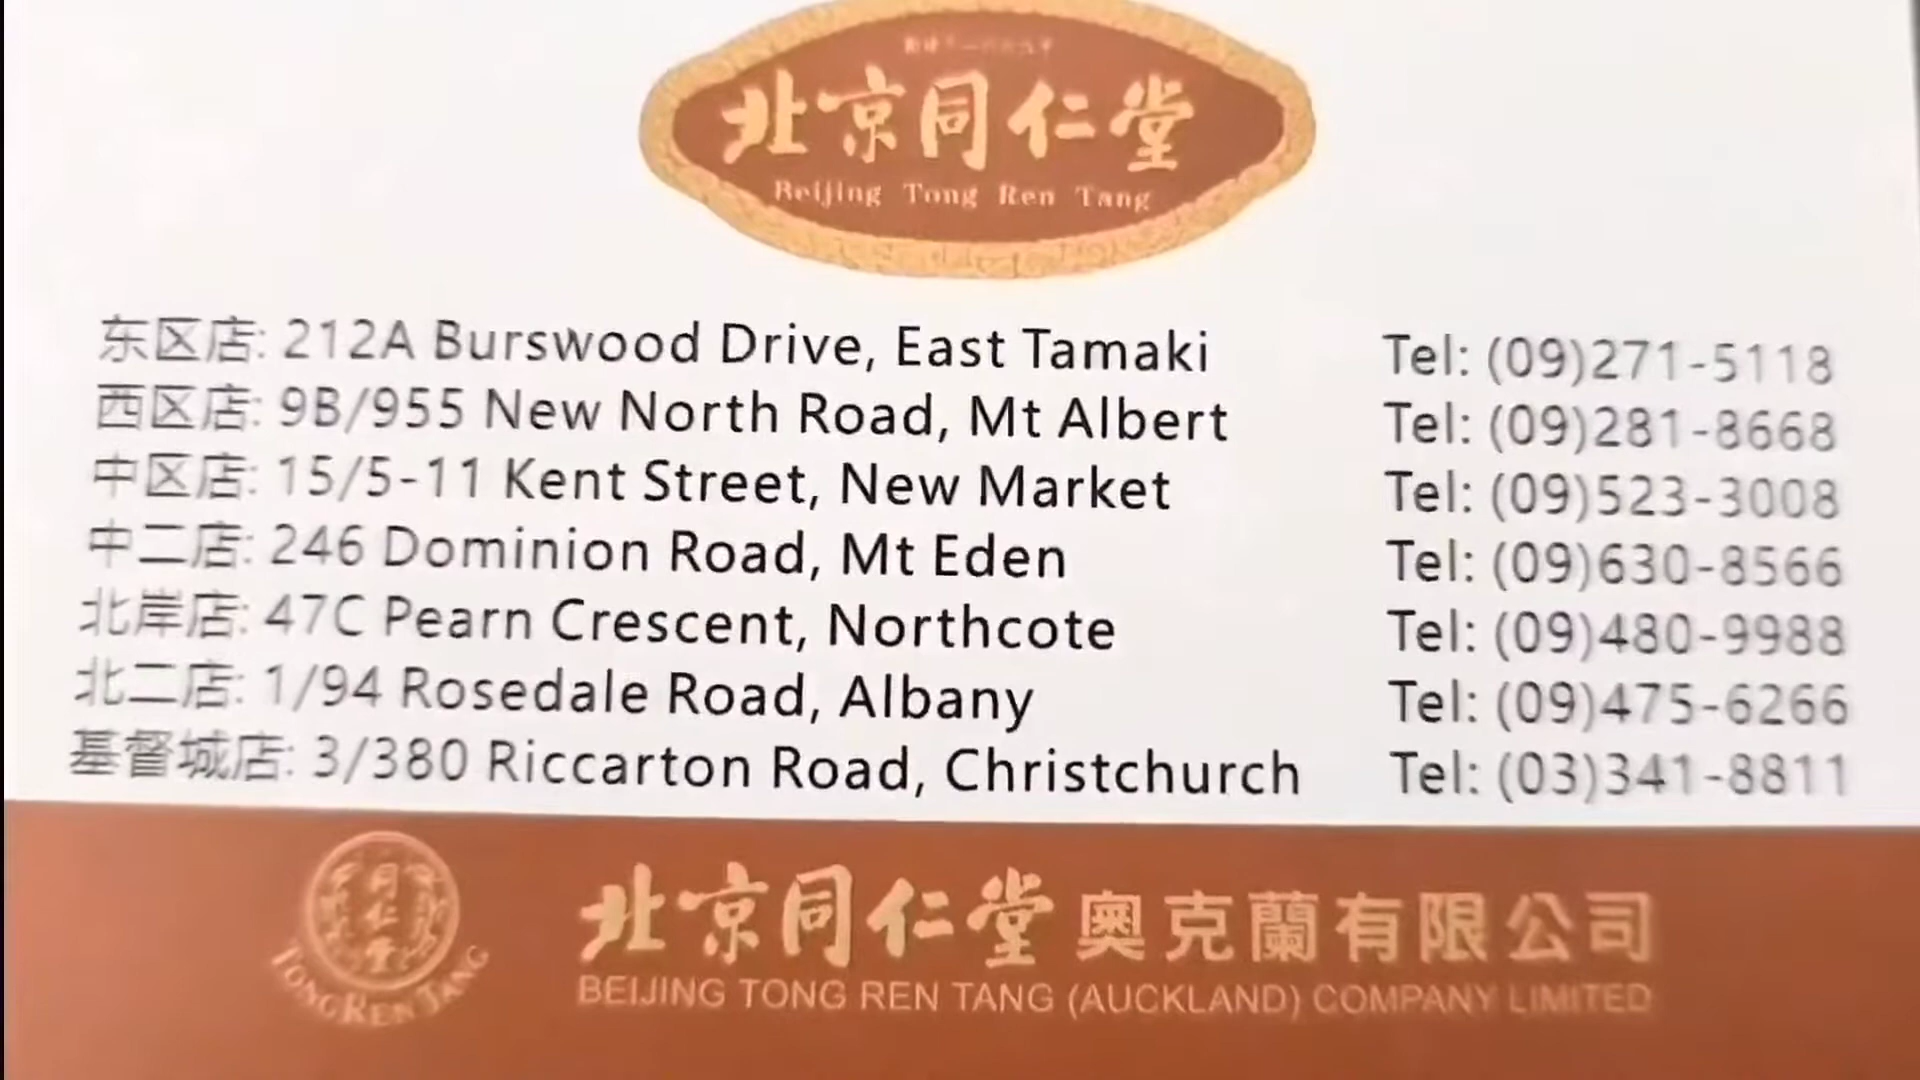 北京同仁堂
Beijing Tong Ren Tang
东区店: 212A Burswood Drive, East Tamaki Tel: (09)271-5118
西区店: 9B/955 New North Road, Mt Albert Tel: (09)281-8668
中区店: 15/5-11 Kent Street, New Market Tel: (09)523-3008
中二店: 246 Dominion Road, Mt Eden Tel: (09)630-8566
北岸店: 47C Pearn Crescent, Northcote Tel: (09)480-9988
北二店: 1/94 Rosedale Road, Albany Tel: (09)475-6266
基督城店: 3/380 Riccarton Road, Christchurch Tel: (03)341-8811
同仁堂
TONG REN TANG
北京同仁堂奧克蘭有限公司
BEIJING TONG REN TANG (AUCKLAND) COMPANY LIMITED